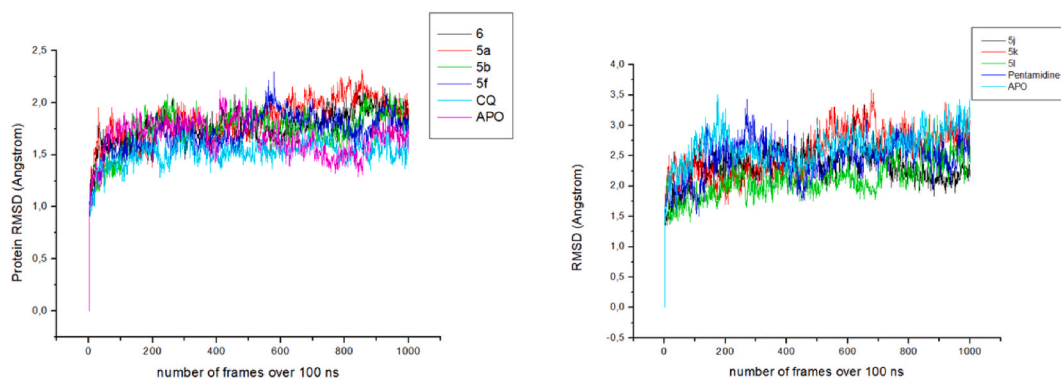 6
5a
5b
5f
CQ
APO
2,5
2,0
1,5
1,0
0,5
0,0
Protein RMSD (Angstrom)
0 200 400 600 800 1000
number of frames over 100 ns
5j
5k
5l
Pentamidine
APO
4,0
3,5
3,0
2,5
2,0
1,5
1,0
0,5
0,0
-0,5
RMSD (Angstrom)
0 200 400 600 800 1000
number of frames over 100 ns